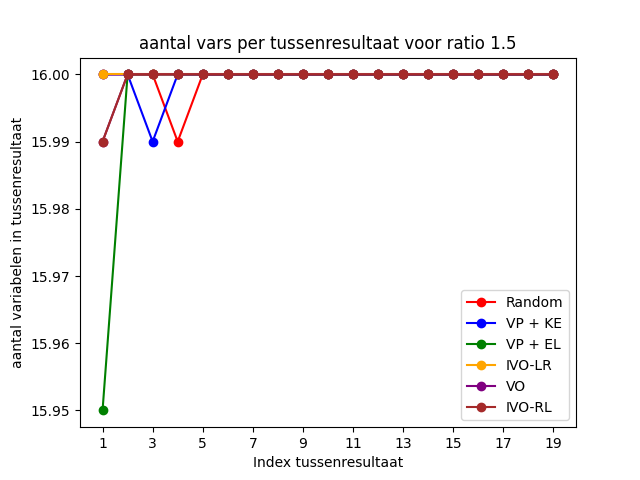 aantal vars per tussenresultaat voor ratio 1.5
aantal variabelen in tussenresultaat
16.00
15.99
15.98
15.97
15.96
15.95
Random
VP + KE
VP + EL
IVO-LR
VO
IVO-RL
1 3 5 7 9 11 13 15 17 19
Index tussenresultaat